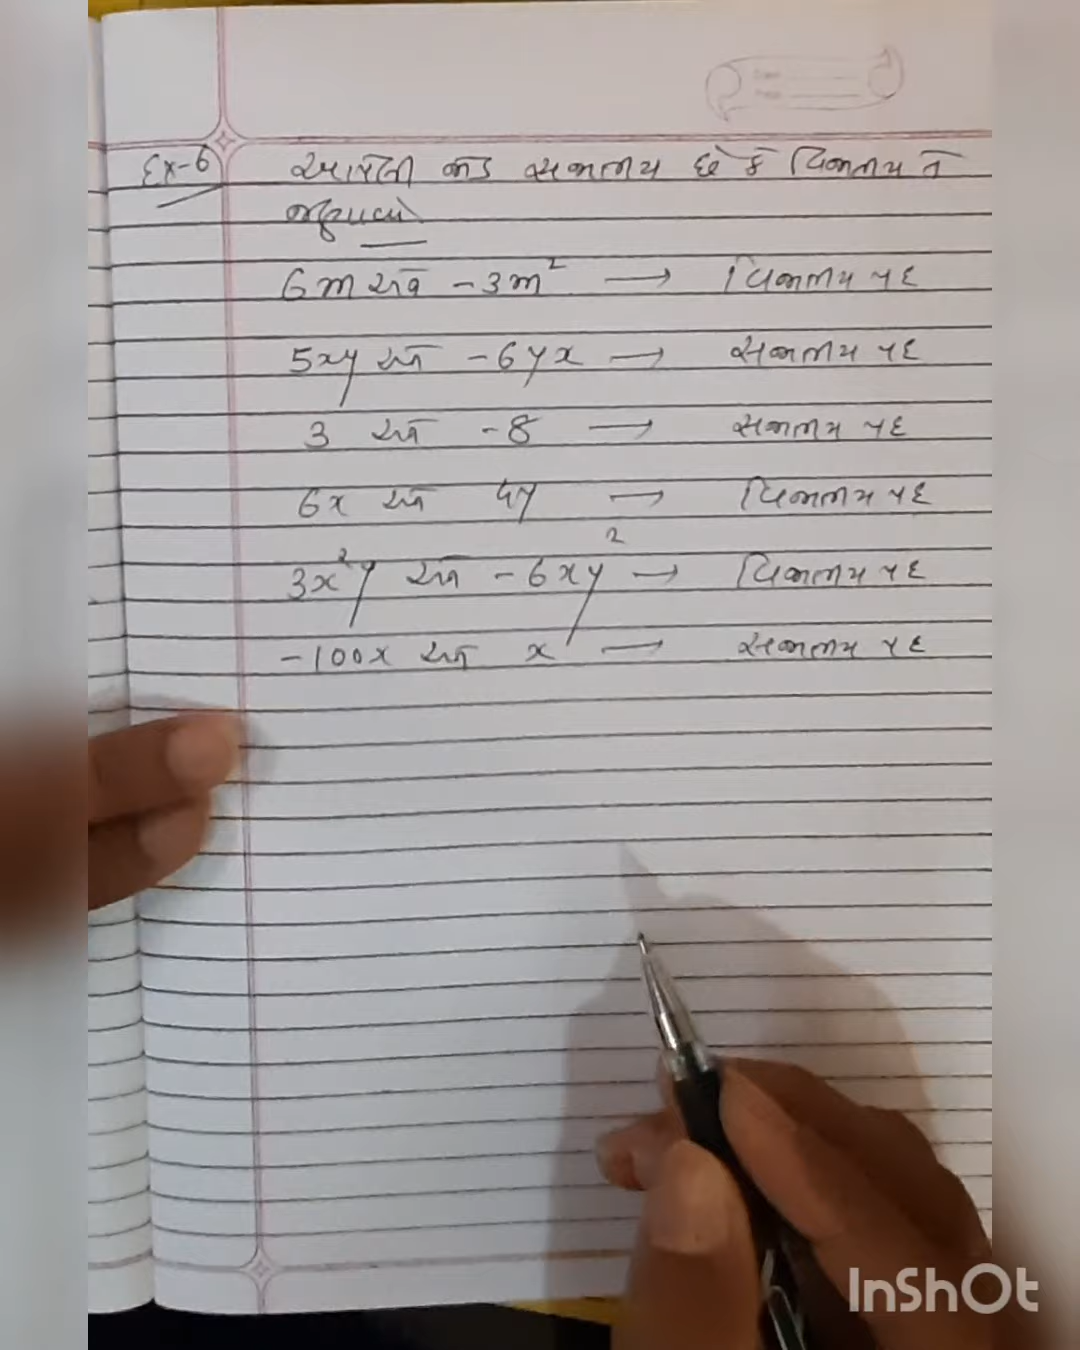 Ex-6 આપેલી જોડ સજાતીય છે કે વિજાતીય તે
જણાવો
6m અને -3m² → વિજાતીય પદ
5xy અને -6yx → સજાતીય પદ
3 અને -8 → સજાતીય પદ
6x અને 4y → વિજાતીય પદ
3x²y અને -6xy² → વિજાતીય પદ
-100x અને x → સજાતીય પદ
InShOt